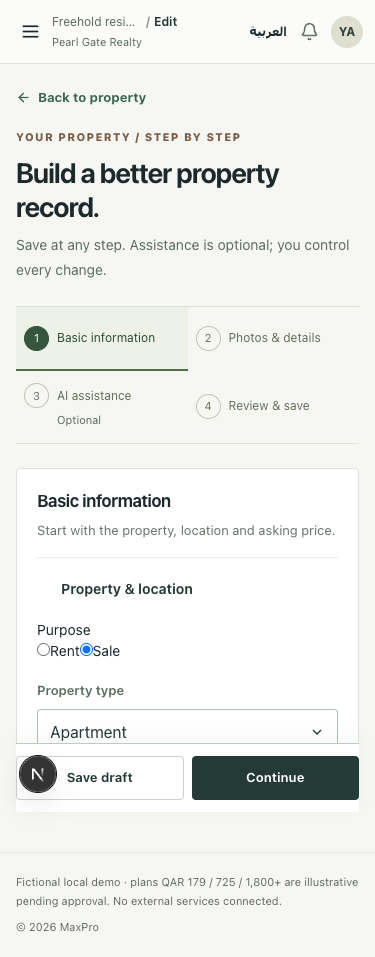 Freehold resi... / Edit
Pearl Gate Realty
العربية
YA
Back to property
YOUR PROPERTY / STEP BY STEP
Build a better property
record.
Save at any step. Assistance is optional; you control
every change.
1 Basic information
2 Photos & details
3 AI assistance
Optional
4 Review & save
Basic information
Start with the property, location and asking price.
Property & location
Purpose
Rent Sale
Property type
Apartment
N
Save draft
Continue
Fictional local demo · plans QAR 179 / 725 / 1,800+ are illustrative
pending approval. No external services connected.
© 2026 MaxPro